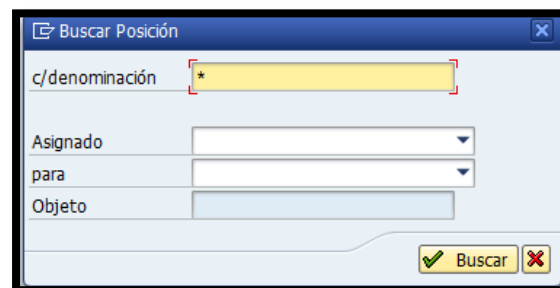 Buscar Posición
c/denominación *
Asignado
para
Objeto
Buscar